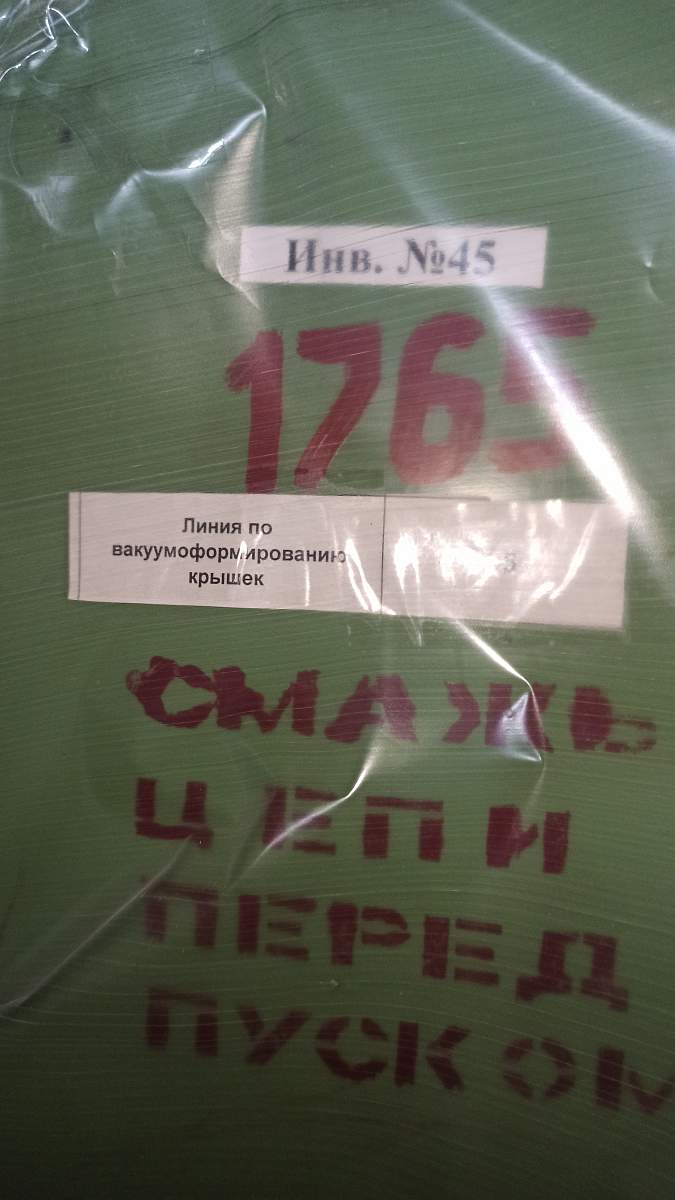 Инв. №45
1765
Линия по
вакуумоформированию
крышек
СМАЖЬ
ЦЕПИ
ПЕРЕД
ПУСКОМ